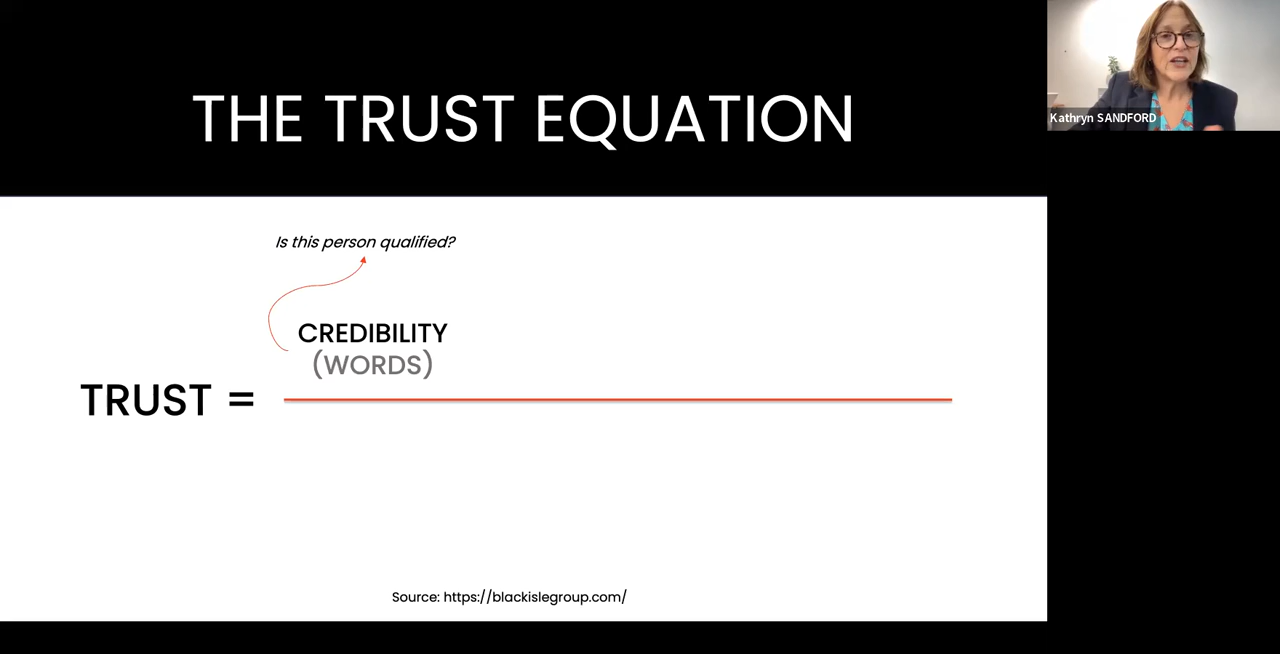 THE TRUST EQUATION
Kathryn SANDFORD
Is this person qualified?
CREDIBILITY
(WORDS)
TRUST =
Source: https://blackislegroup.com/